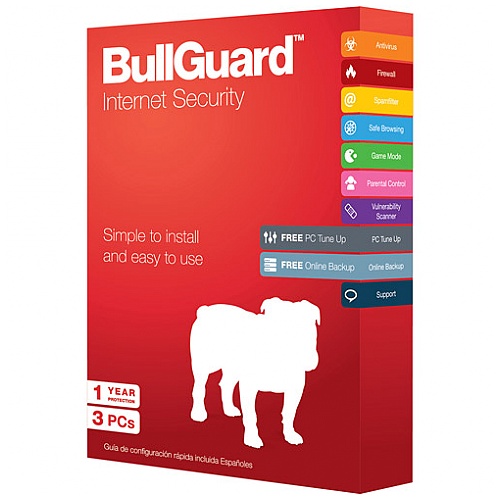 BullGuard™
Internet Security
Simple to install
and easy to use
FREE PC Tune Up
FREE Online Backup
1 YEAR
PROTECTION
3 PCs
Guía de configuración rápida incluída Españoles
Antivirus
Firewall
Spamfilter
Safe Browsing
Game Mode
Parental Control
Vulnerability
Scanner
PC Tune Up
Online Backup
Support